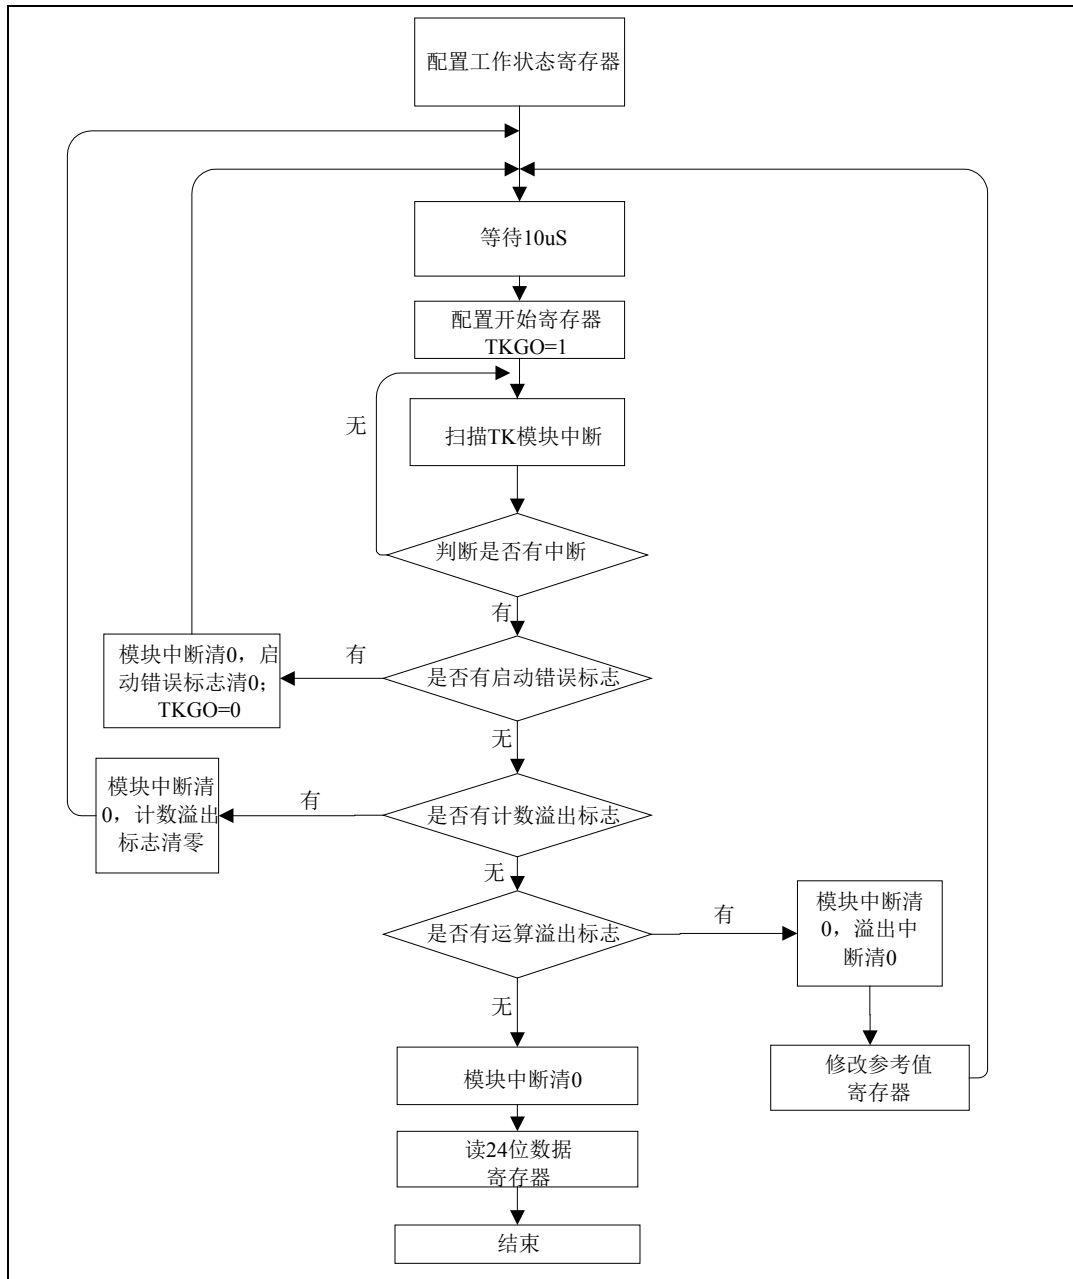 配置工作状态寄存器
等待10uS
配置开始寄存器
TKGO=1
无
扫描TK模块中断
判断是否有中断
有
模块中断清0，启
动错误标志清0；
TKGO=0
有
是否有启动错误标志
无
模块中断清
0，计数溢出
标志清零
有
是否有计数溢出标志
无
是否有运算溢出标志
有
模块中断清
0，溢出中
断清0
无
模块中断清0
修改参考值
寄存器
读24位数据
寄存器
结束